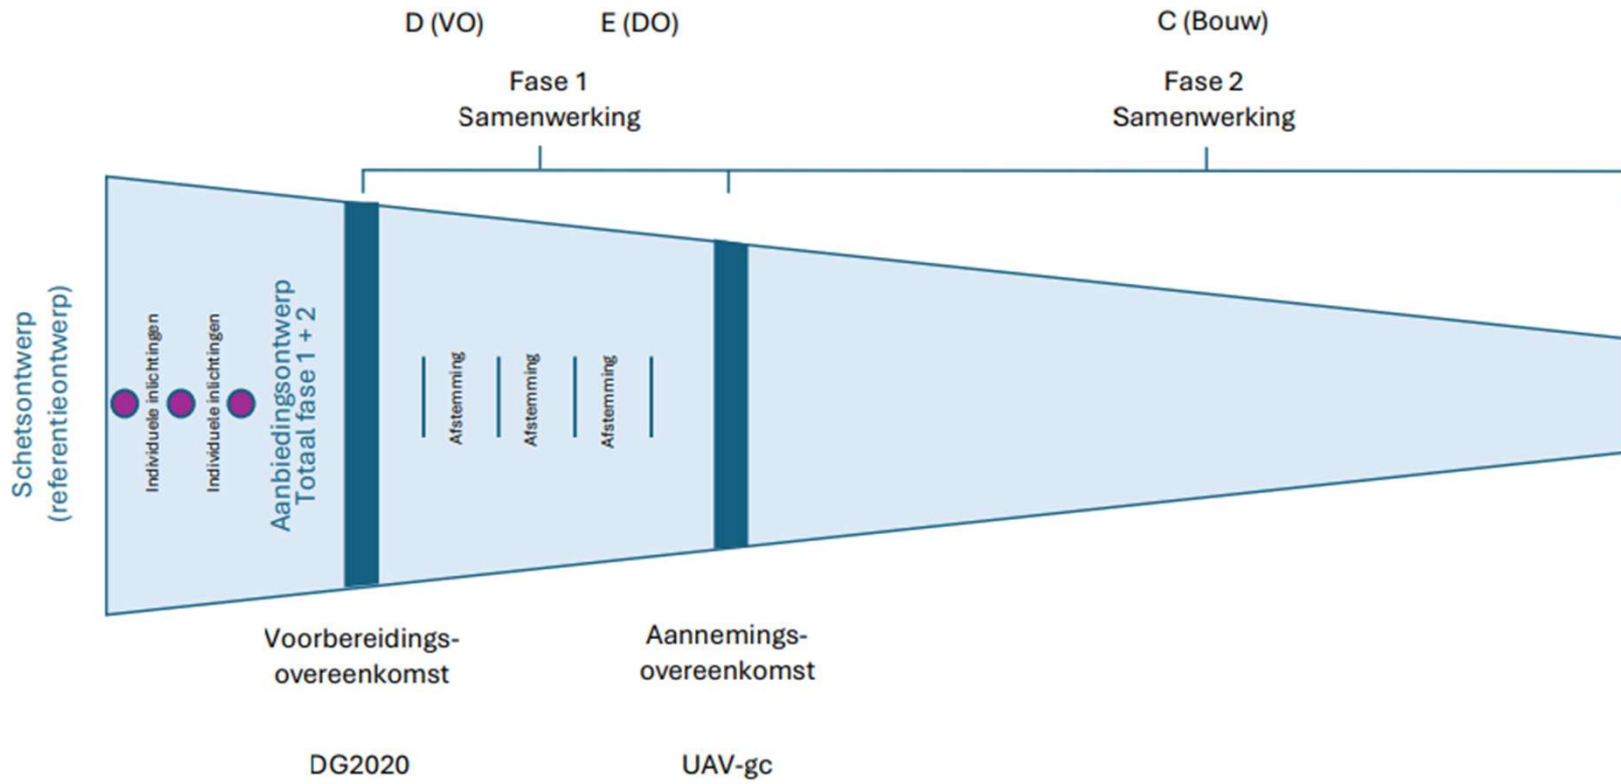 D (VO)
E (DO)
C (Bouw)
Fase 1
Samenwerking
Fase 2
Samenwerking
Schetsontwerp
(referentieontwerp)
Individuele inlichtingen
Individuele inlichtingen
Aanbiedingsontwerp
Totaal fase 1 + 2
Afstemming
Afstemming
Afstemming
Voorbereidings-
overeenkomst
Aannemings-
overeenkomst
DG2020
UAV-gc